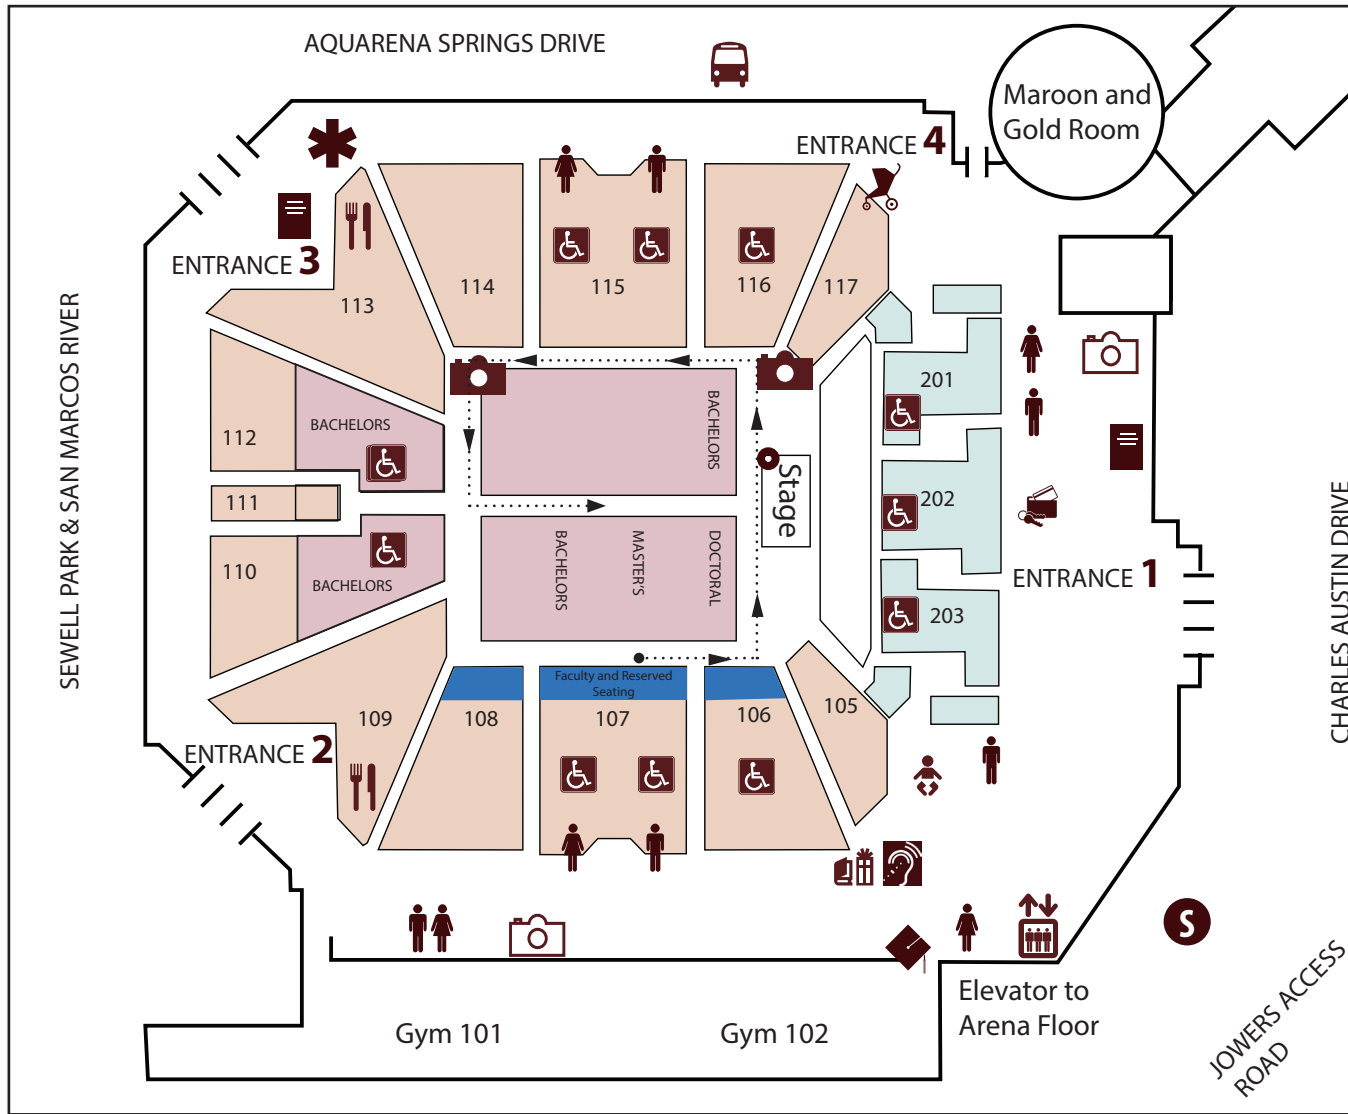 AQUARENA SPRINGS DRIVE
Maroon and
Gold Room
ENTRANCE 4
ENTRANCE 3
113
114
115
116
117
SEWELL PARK & SAN MARCOS RIVER
112
BACHELORS
111
110
BACHELORS
BACHELORS
BACHELORS
MASTER'S
DOCTORAL
Stage
201
202
203
ENTRANCE 1
CHARLES AUSTIN DRIVE
Faculty and Reserved
Seating
109
108
107
106
105
ENTRANCE 2
S
Elevator to
Arena Floor
Gym 101
Gym 102
JOWERS ACCESS
ROAD